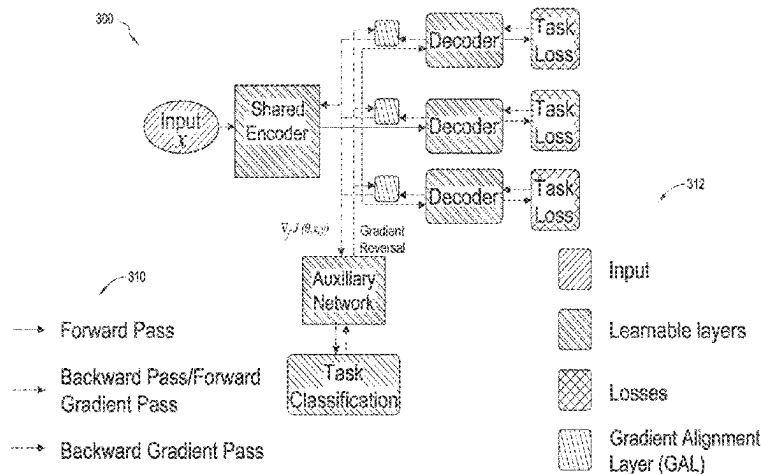 300
Input
x
Shared
Encoder
Decoder
Task
Loss
Decoder
Task
Loss
Decoder
Task
Loss
312
Gradient
Reversal
Auxiliary
Network
Task
Classification
310
Forward Pass
Backward Pass/Forward
Gradient Pass
Backward Gradient Pass
Input
Learnable layers
Losses
Gradient Alignment
Layer (GAL)